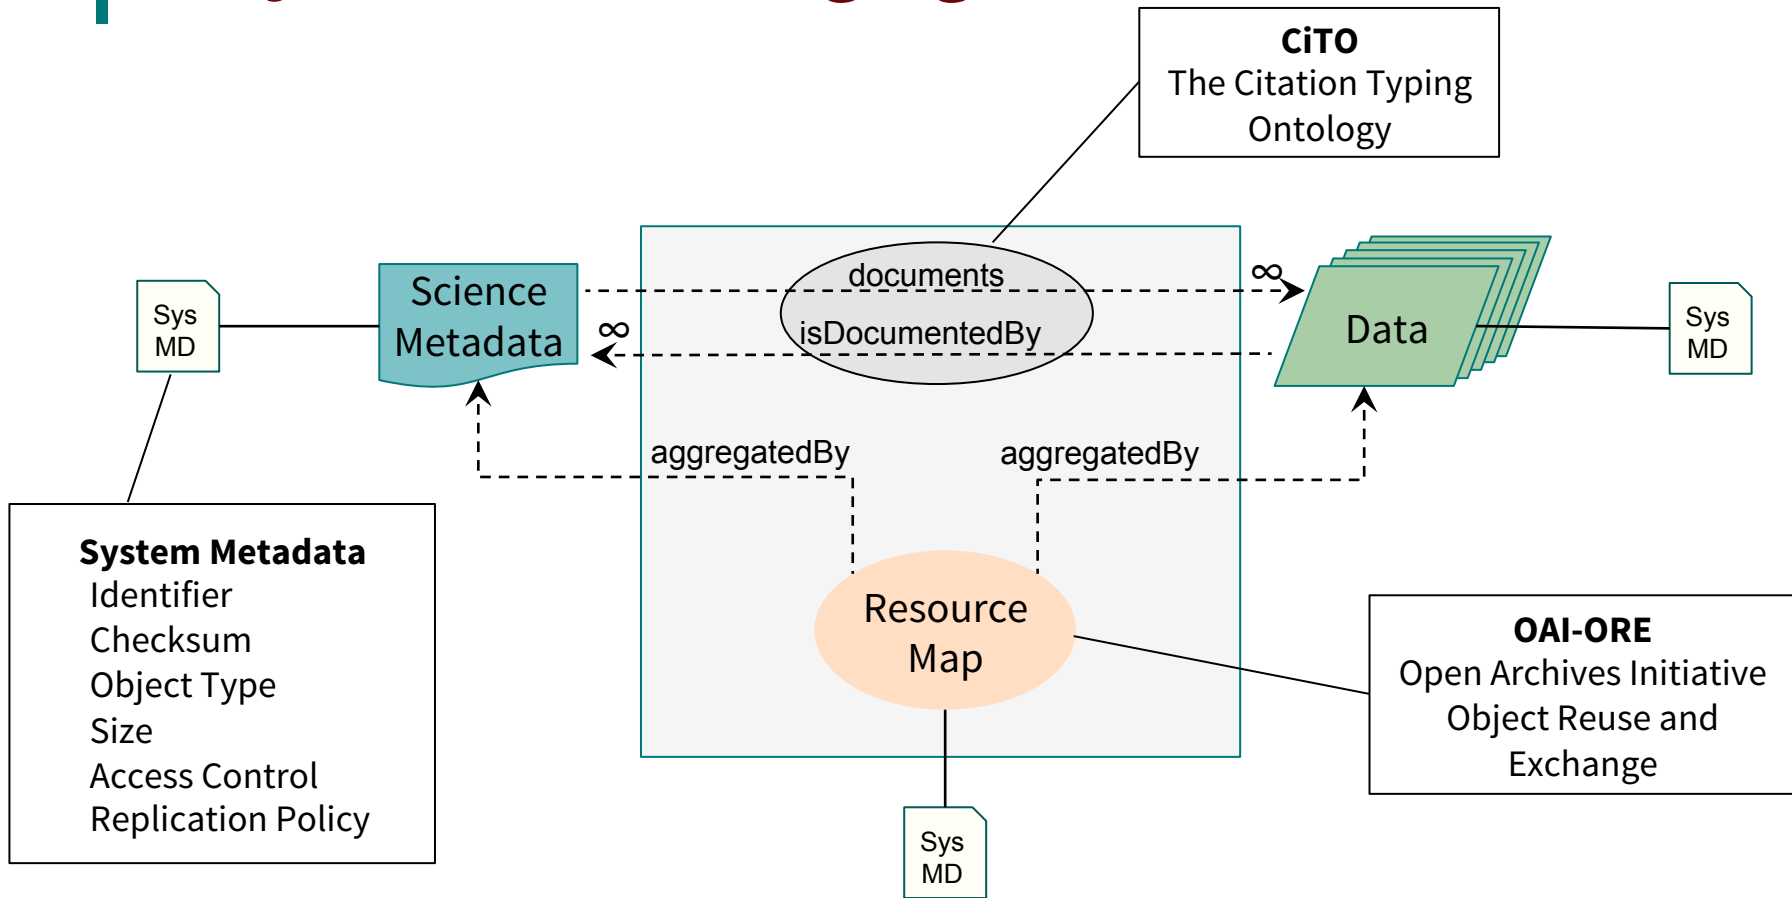 CiTO
The Citation Typing
Ontology
documents
∞
isDocumentedBy
∞
Science
Metadata
Data
Sys
MD
Sys
MD
aggregatedBy
aggregatedBy
System Metadata
Identifier
Checksum
Object Type
Size
Access Control
Replication Policy
Resource
Map
OAI-ORE
Open Archives Initiative
Object Reuse and
Exchange
Sys
MD